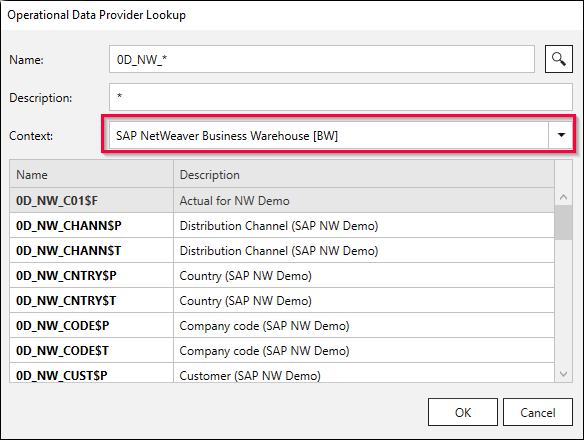 Operational Data Provider Lookup
Name: 0D_NW_*
Description: *
Context: SAP NetWeaver Business Warehouse [BW]
Name Description
0D_NW_C01$F Actual for NW Demo
0D_NW_CHANN$P Distribution Channel (SAP NW Demo)
0D_NW_CHANN$T Distribution Channel (SAP NW Demo)
0D_NW_CNTRY$P Country (SAP NW Demo)
0D_NW_CNTRY$T Country (SAP NW Demo)
0D_NW_CODE$P Company code (SAP NW Demo)
0D_NW_CODE$T Company code (SAP NW Demo)
0D_NW_CUST$P Customer (SAP NW Demo)
OK Cancel